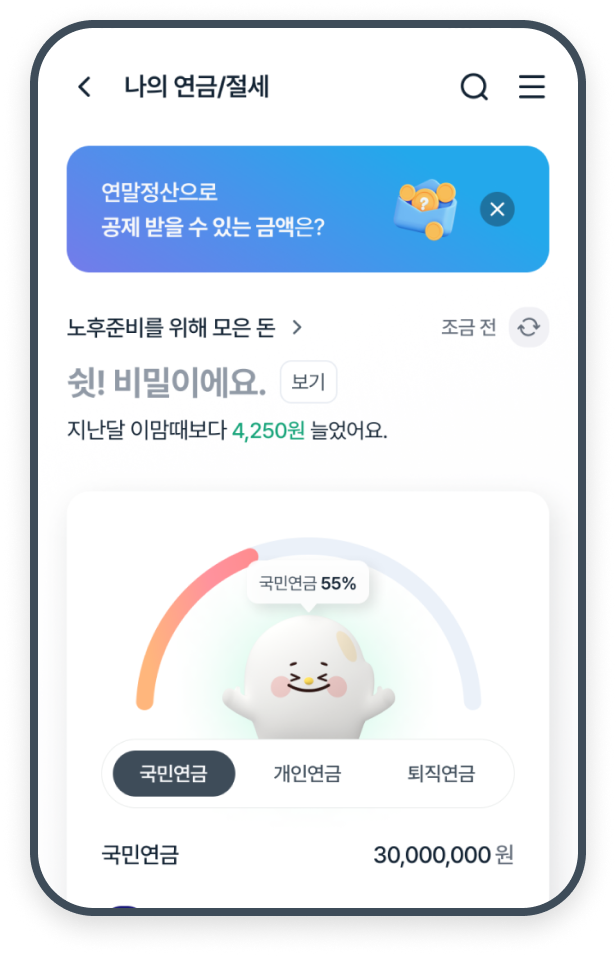 나의 연금/절세
연말정산으로
공제 받을 수 있는 금액은?
노후준비를 위해 모은 돈
조금 전
쉿! 비밀이에요.
보기
지난달 이맘때보다 4,250원 늘었어요.
국민연금 55%
국민연금
개인연금
퇴직연금
국민연금
30,000,000원